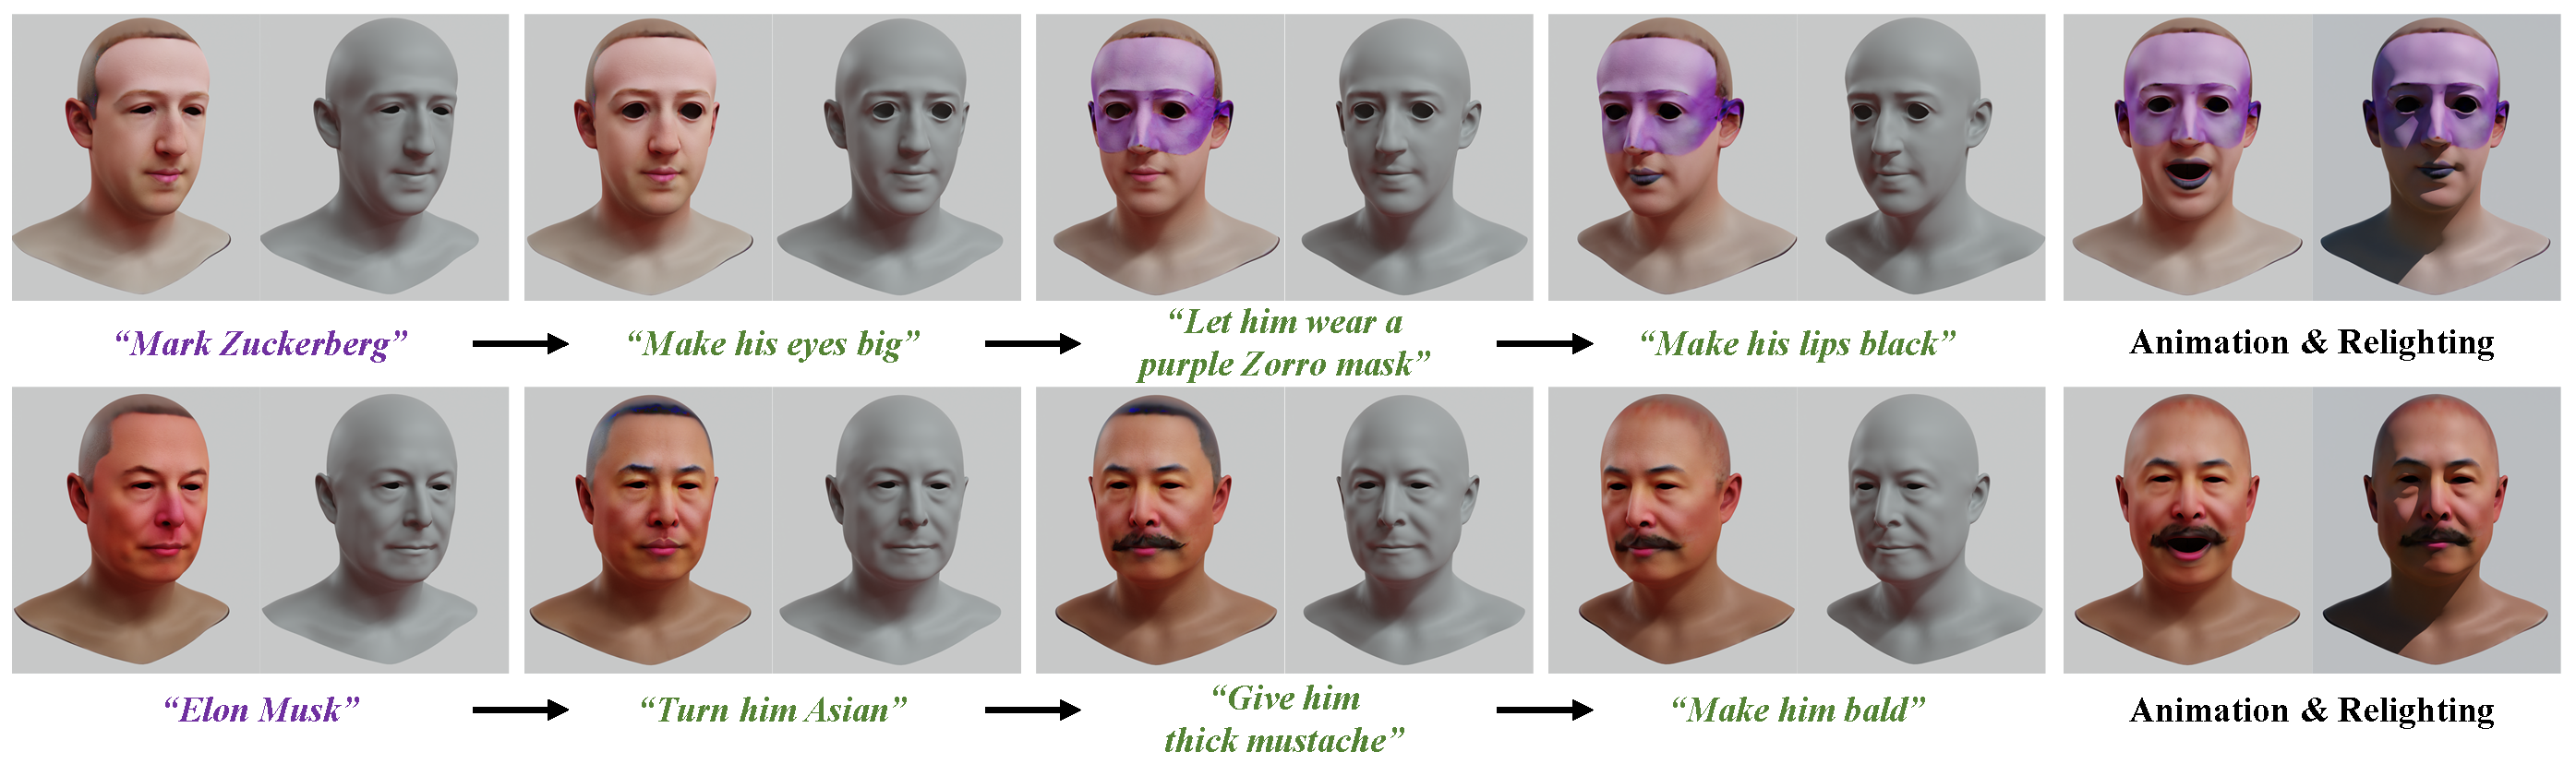 “Mark Zuckerberg”
“Make his eyes big”
“Let him wear a
purple Zorro mask”
“Make his lips black”
Animation & Relighting
“Elon Musk”
“Turn him Asian”
“Give him
thick mustache”
“Make him bald”
Animation & Relighting